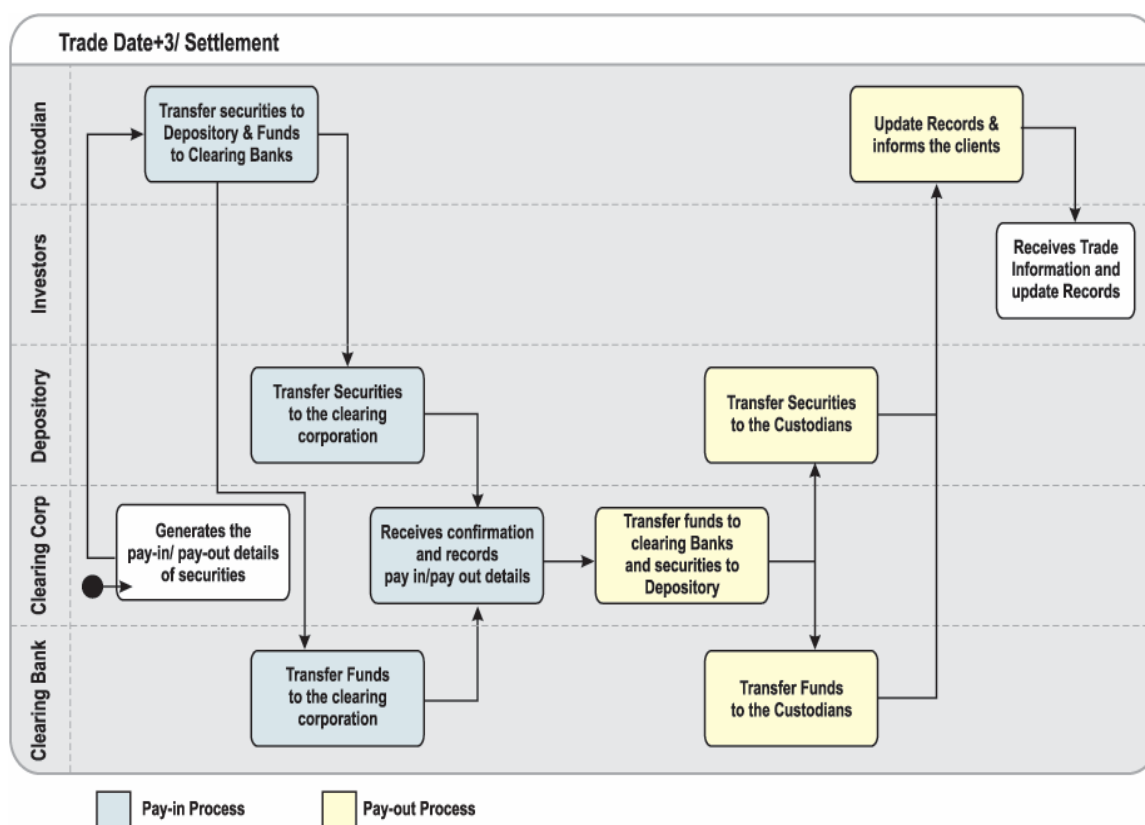 Trade Date+3/ Settlement
Custodian
Transfer securities to
Depository & Funds
to Clearing Banks
Update Records &
informs the clients
Investors
Receives Trade
Information and
update Records
Depository
Transfer Securities
to the clearing
corporation
Transfer Securities
to the Custodians
Clearing Corp
Generates the
pay-in/ pay-out details
of securities
Receives confirmation
and records
pay in/pay out details
Transfer funds to
clearing Banks
and securities to
Depository
Clearing Bank
Transfer Funds
to the clearing
corporation
Transfer Funds
to the Custodians
Pay-in Process
Pay-out Process